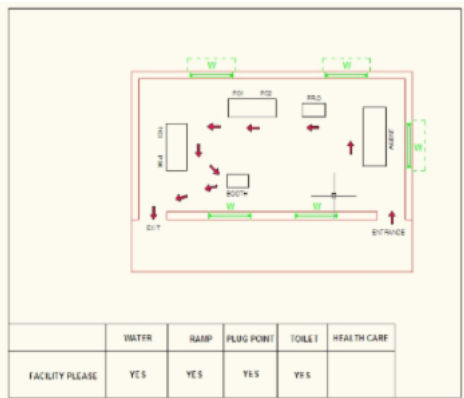 W
W
PO1 PO2
PRO
W
AGENT
PO3
PO4
BOOTH
W
W
EXIT
ENTRANCE
WATER RAMP PLUG POINT TOILET HEALTH CARE
FACILITY PLEASE YES YES YES YES